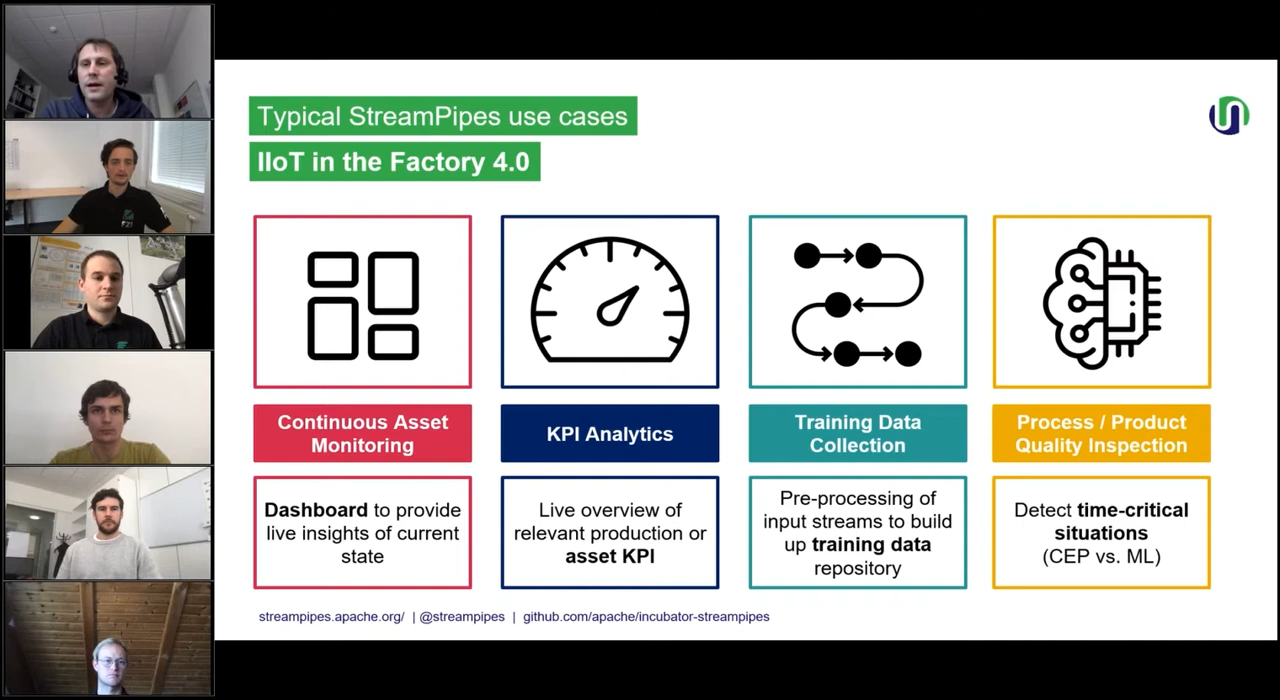 Typical StreamPipes use cases
IIoT in the Factory 4.0
Continuous Asset
Monitoring
KPI Analytics
Training Data
Collection
Process / Product
Quality Inspection
Dashboard to provide
live insights of current
state
Live overview of
relevant production or
asset KPI
Pre-processing of
input streams to build
up training data
repository
Detect time-critical
situations
(CEP vs. ML)
streampipes.apache.org/ | @streampipes | github.com/apache/incubator-streampipes